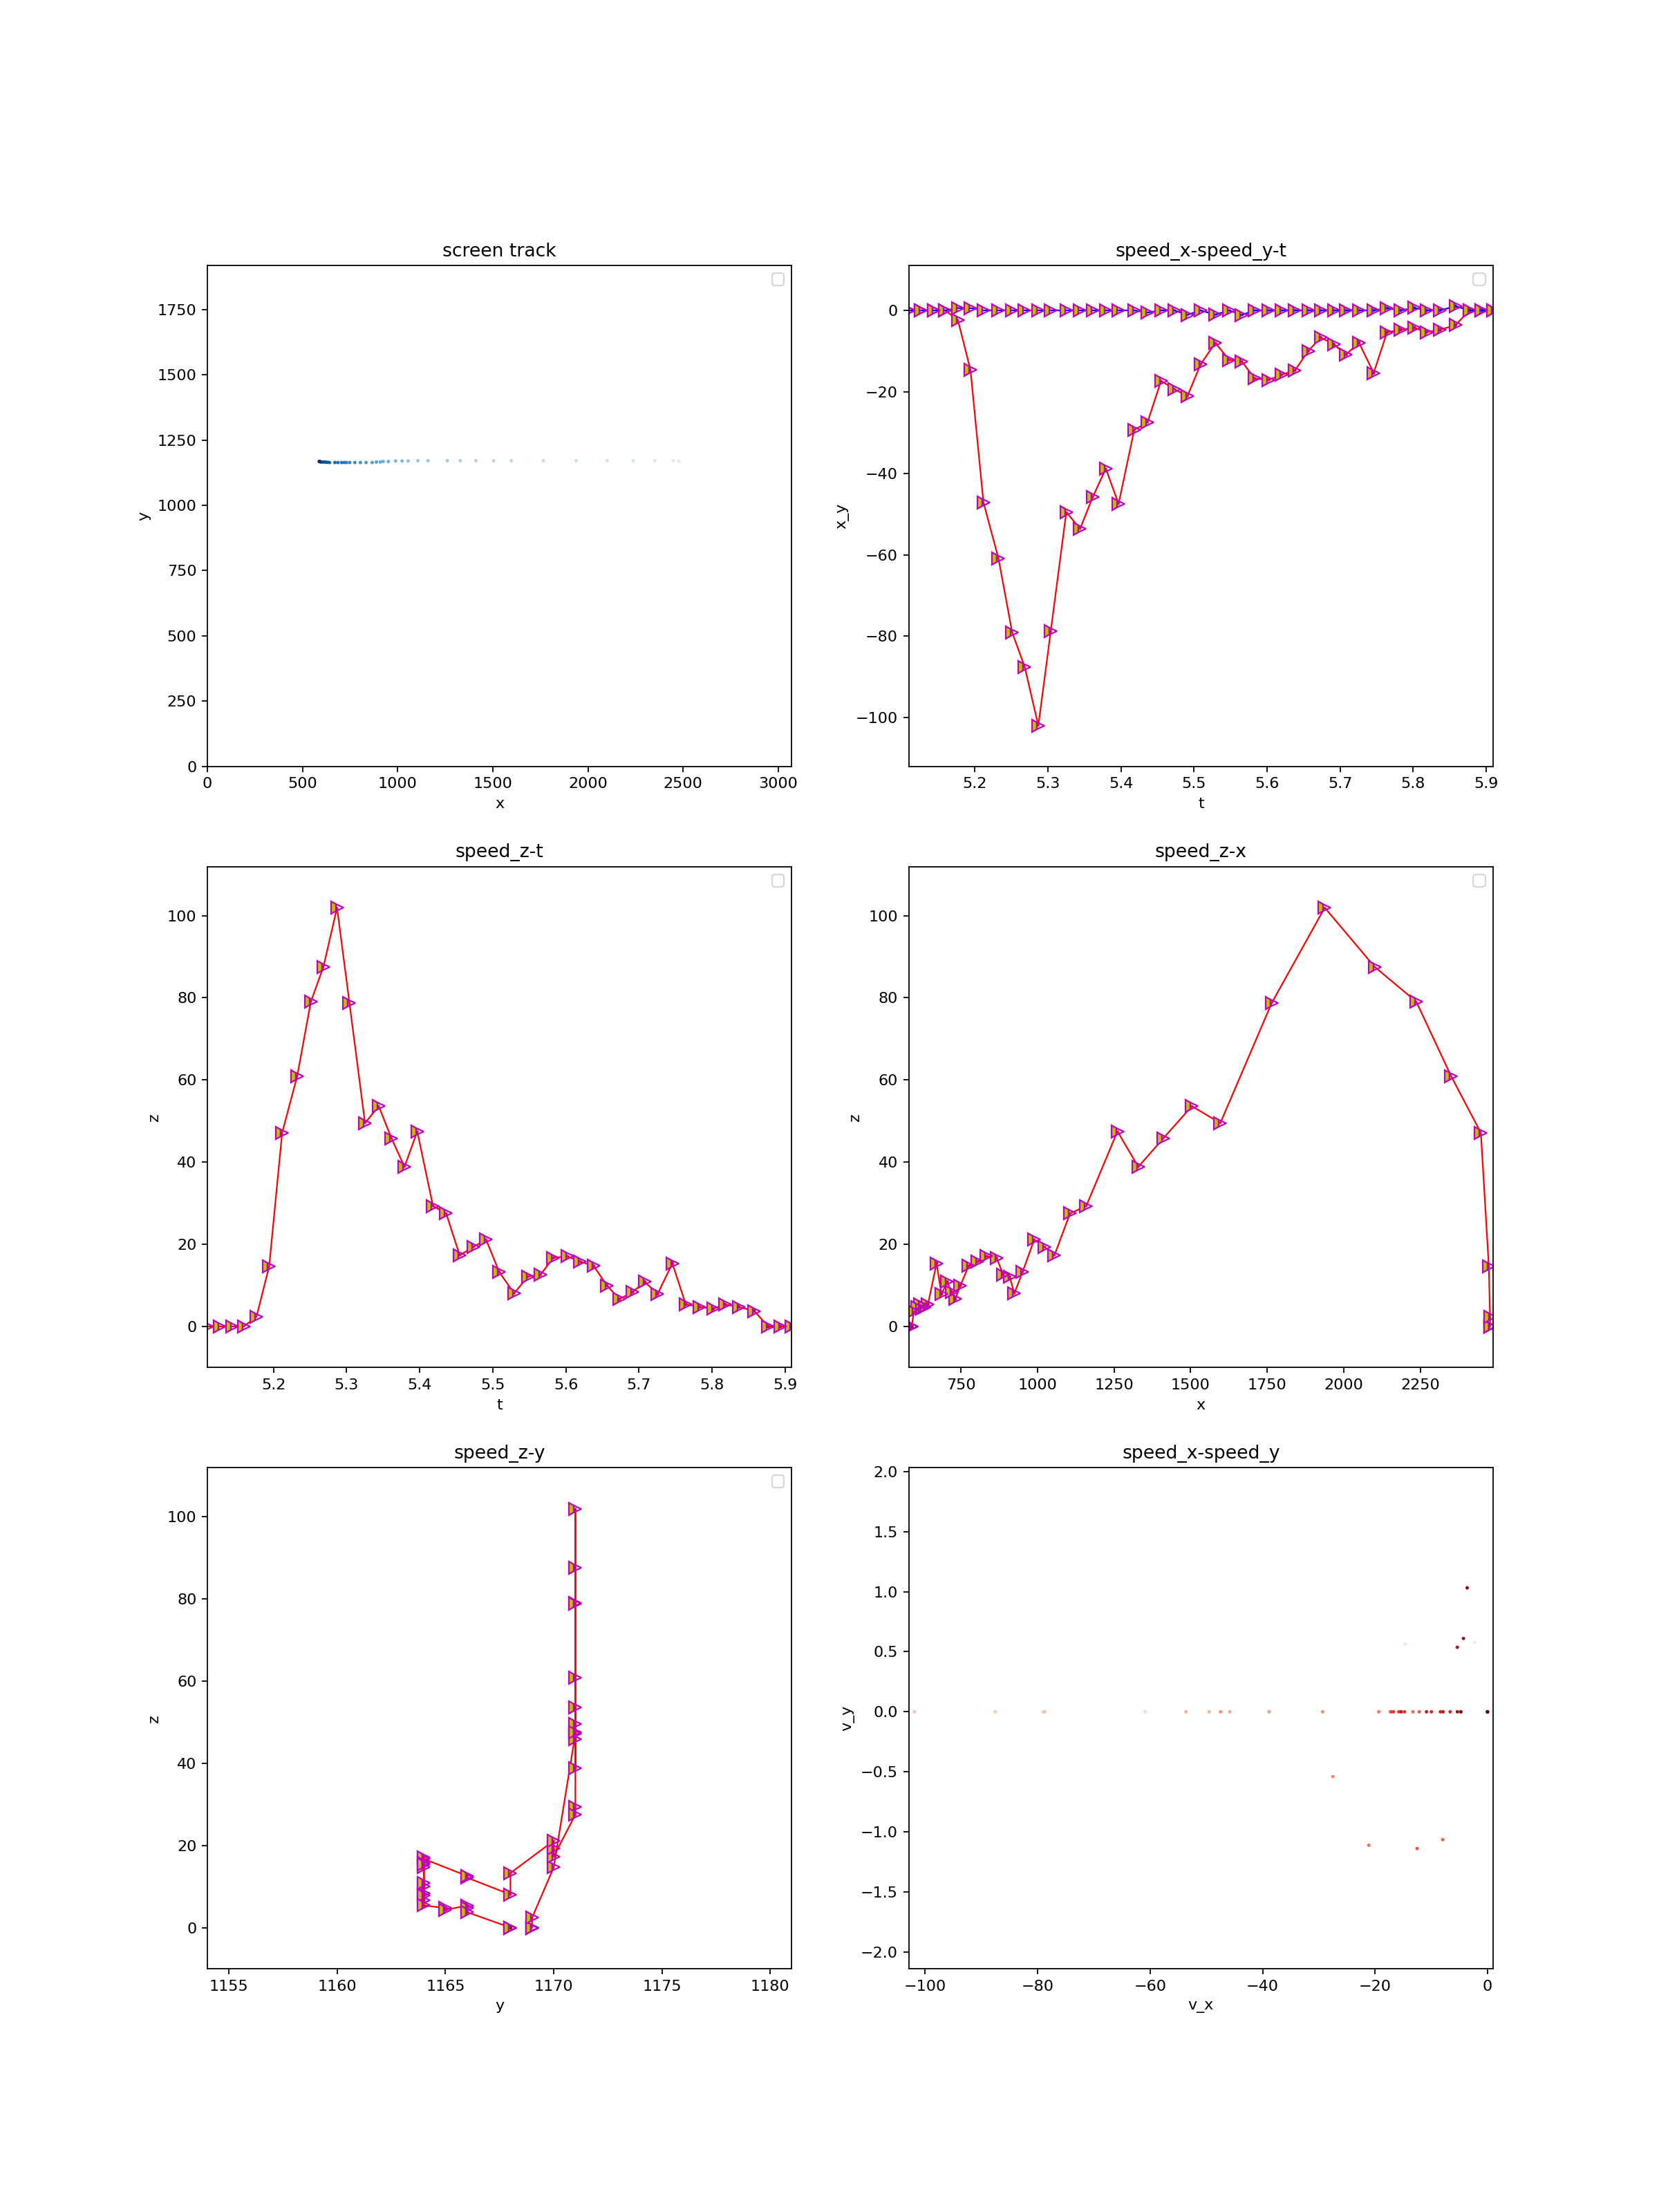 screen track
1750
1500
1250
1000
750
500
250
0
y
0 500 1000 1500 2000 2500 3000
x
speed_x-speed_y-t
0
−20
−40
−60
−80
−100
x_y
5.2 5.3 5.4 5.5 5.6 5.7 5.8 5.9
t
speed_z-t
100
80
60
40
20
0
z
5.2 5.3 5.4 5.5 5.6 5.7 5.8 5.9
t
speed_z-x
100
80
60
40
20
0
z
750 1000 1250 1500 1750 2000 2250
x
speed_z-y
100
80
60
40
20
0
z
1155 1160 1165 1170 1175 1180
y
speed_x-speed_y
2.0
1.5
1.0
0.5
0.0
−0.5
−1.0
−1.5
−2.0
v_y
−100 −80 −60 −40 −20 0
v_x